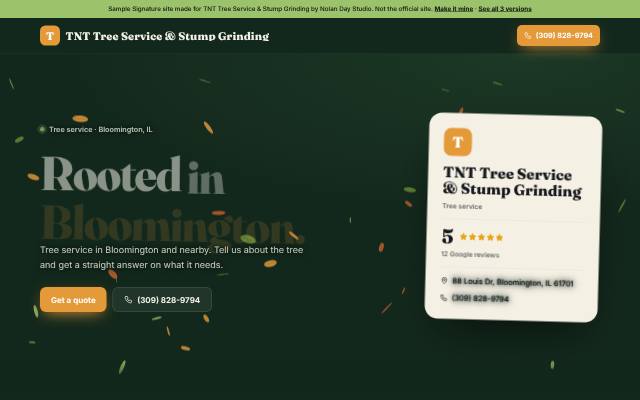 Sample Signature site made for TNT Tree Service & Stump Grinding by Nolan Day Studio. Not the official site. Make it mine · See all 3 versions
T TNT Tree Service & Stump Grinding
(309) 828-9794
Tree service · Bloomington, IL
Rooted in
Bloomington.
Tree service in Bloomington and nearby. Tell us about the tree
and get a straight answer on what it needs.
Get a quote
(309) 828-9794
T
TNT Tree Service
& Stump Grinding
Tree service
5
12 Google reviews
88 Louis Dr, Bloomington, IL 61701
(309) 828-9794